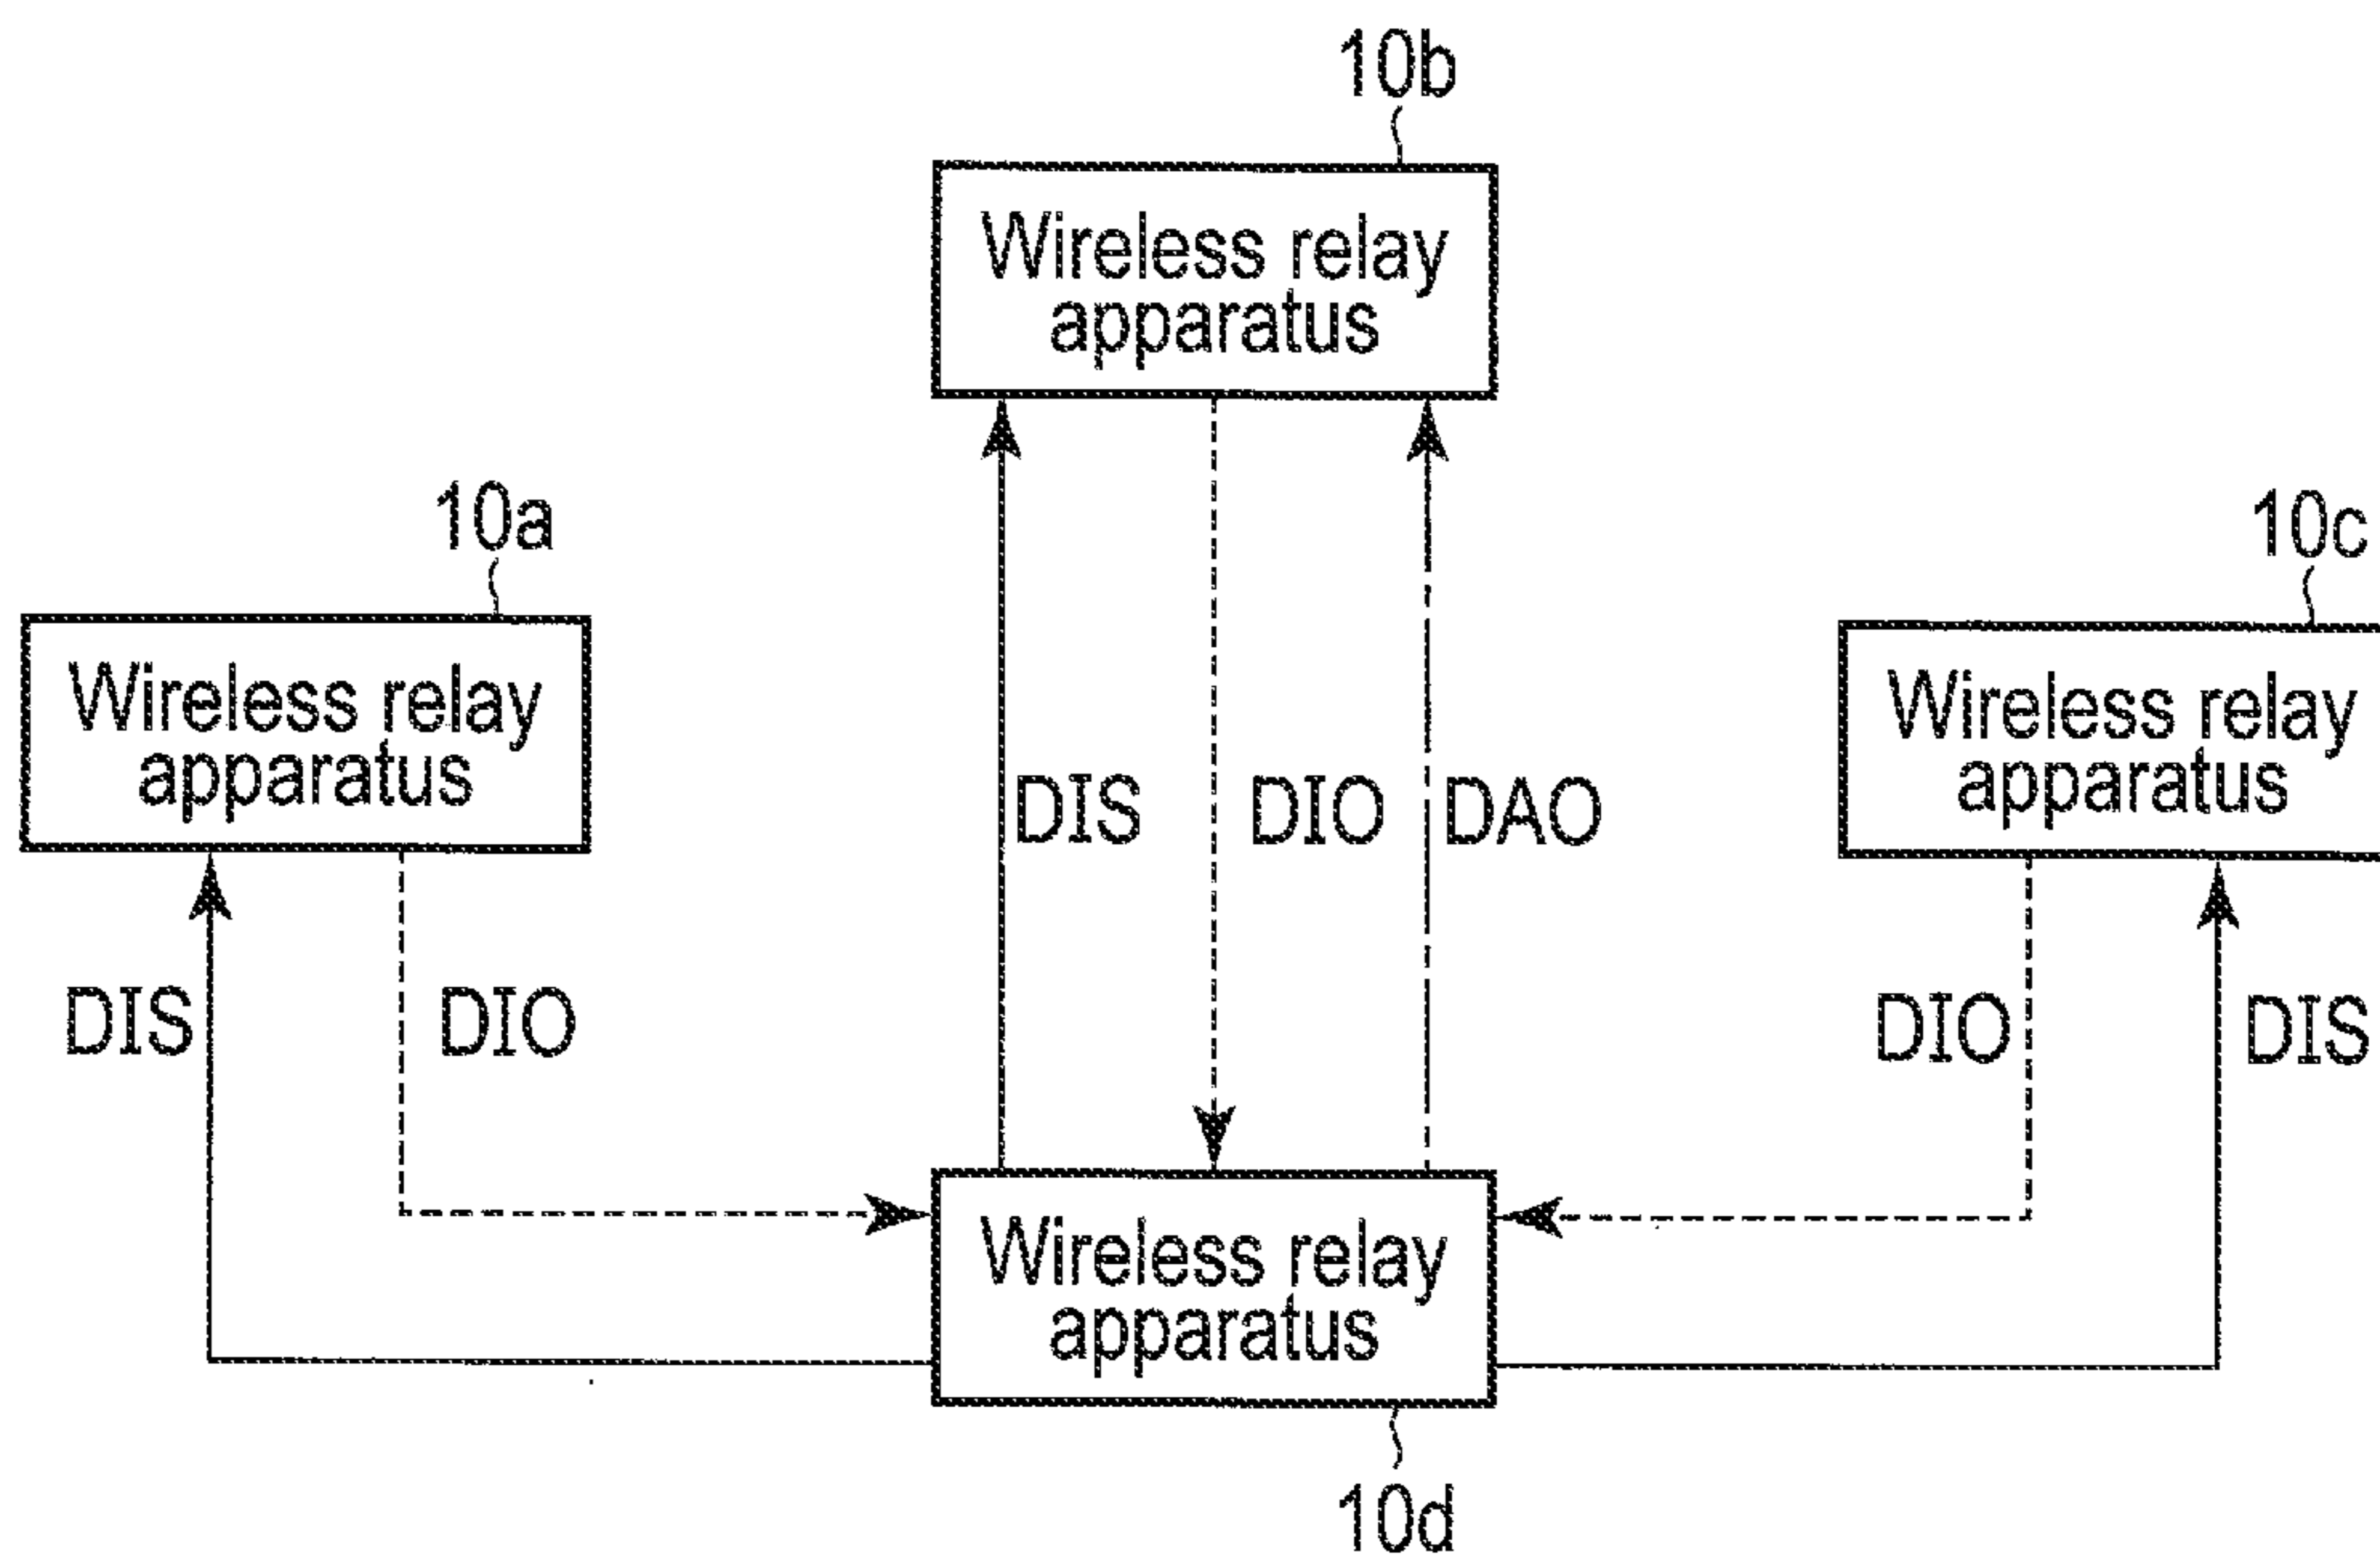 10b
Wireless relay
apparatus
10a
Wireless relay
apparatus
10c
Wireless relay
apparatus
DIS
DIO
DAO
DIS
DIO
DIO
DIS
Wireless relay
apparatus
10d